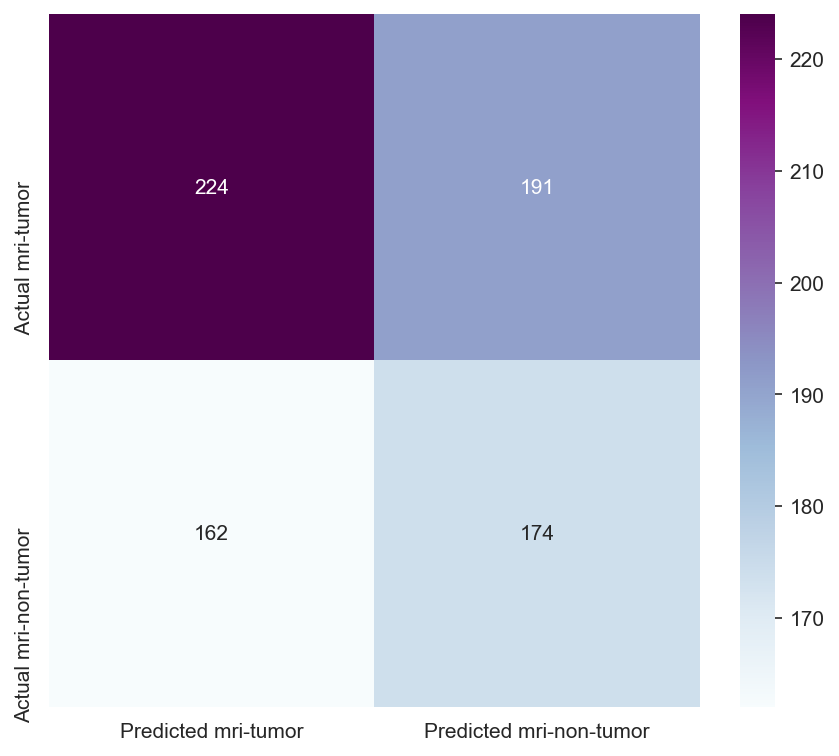 Actual mri-tumor
224
191
Actual mri-non-tumor
162
174
Predicted mri-tumor
Predicted mri-non-tumor
220
210
200
190
180
170